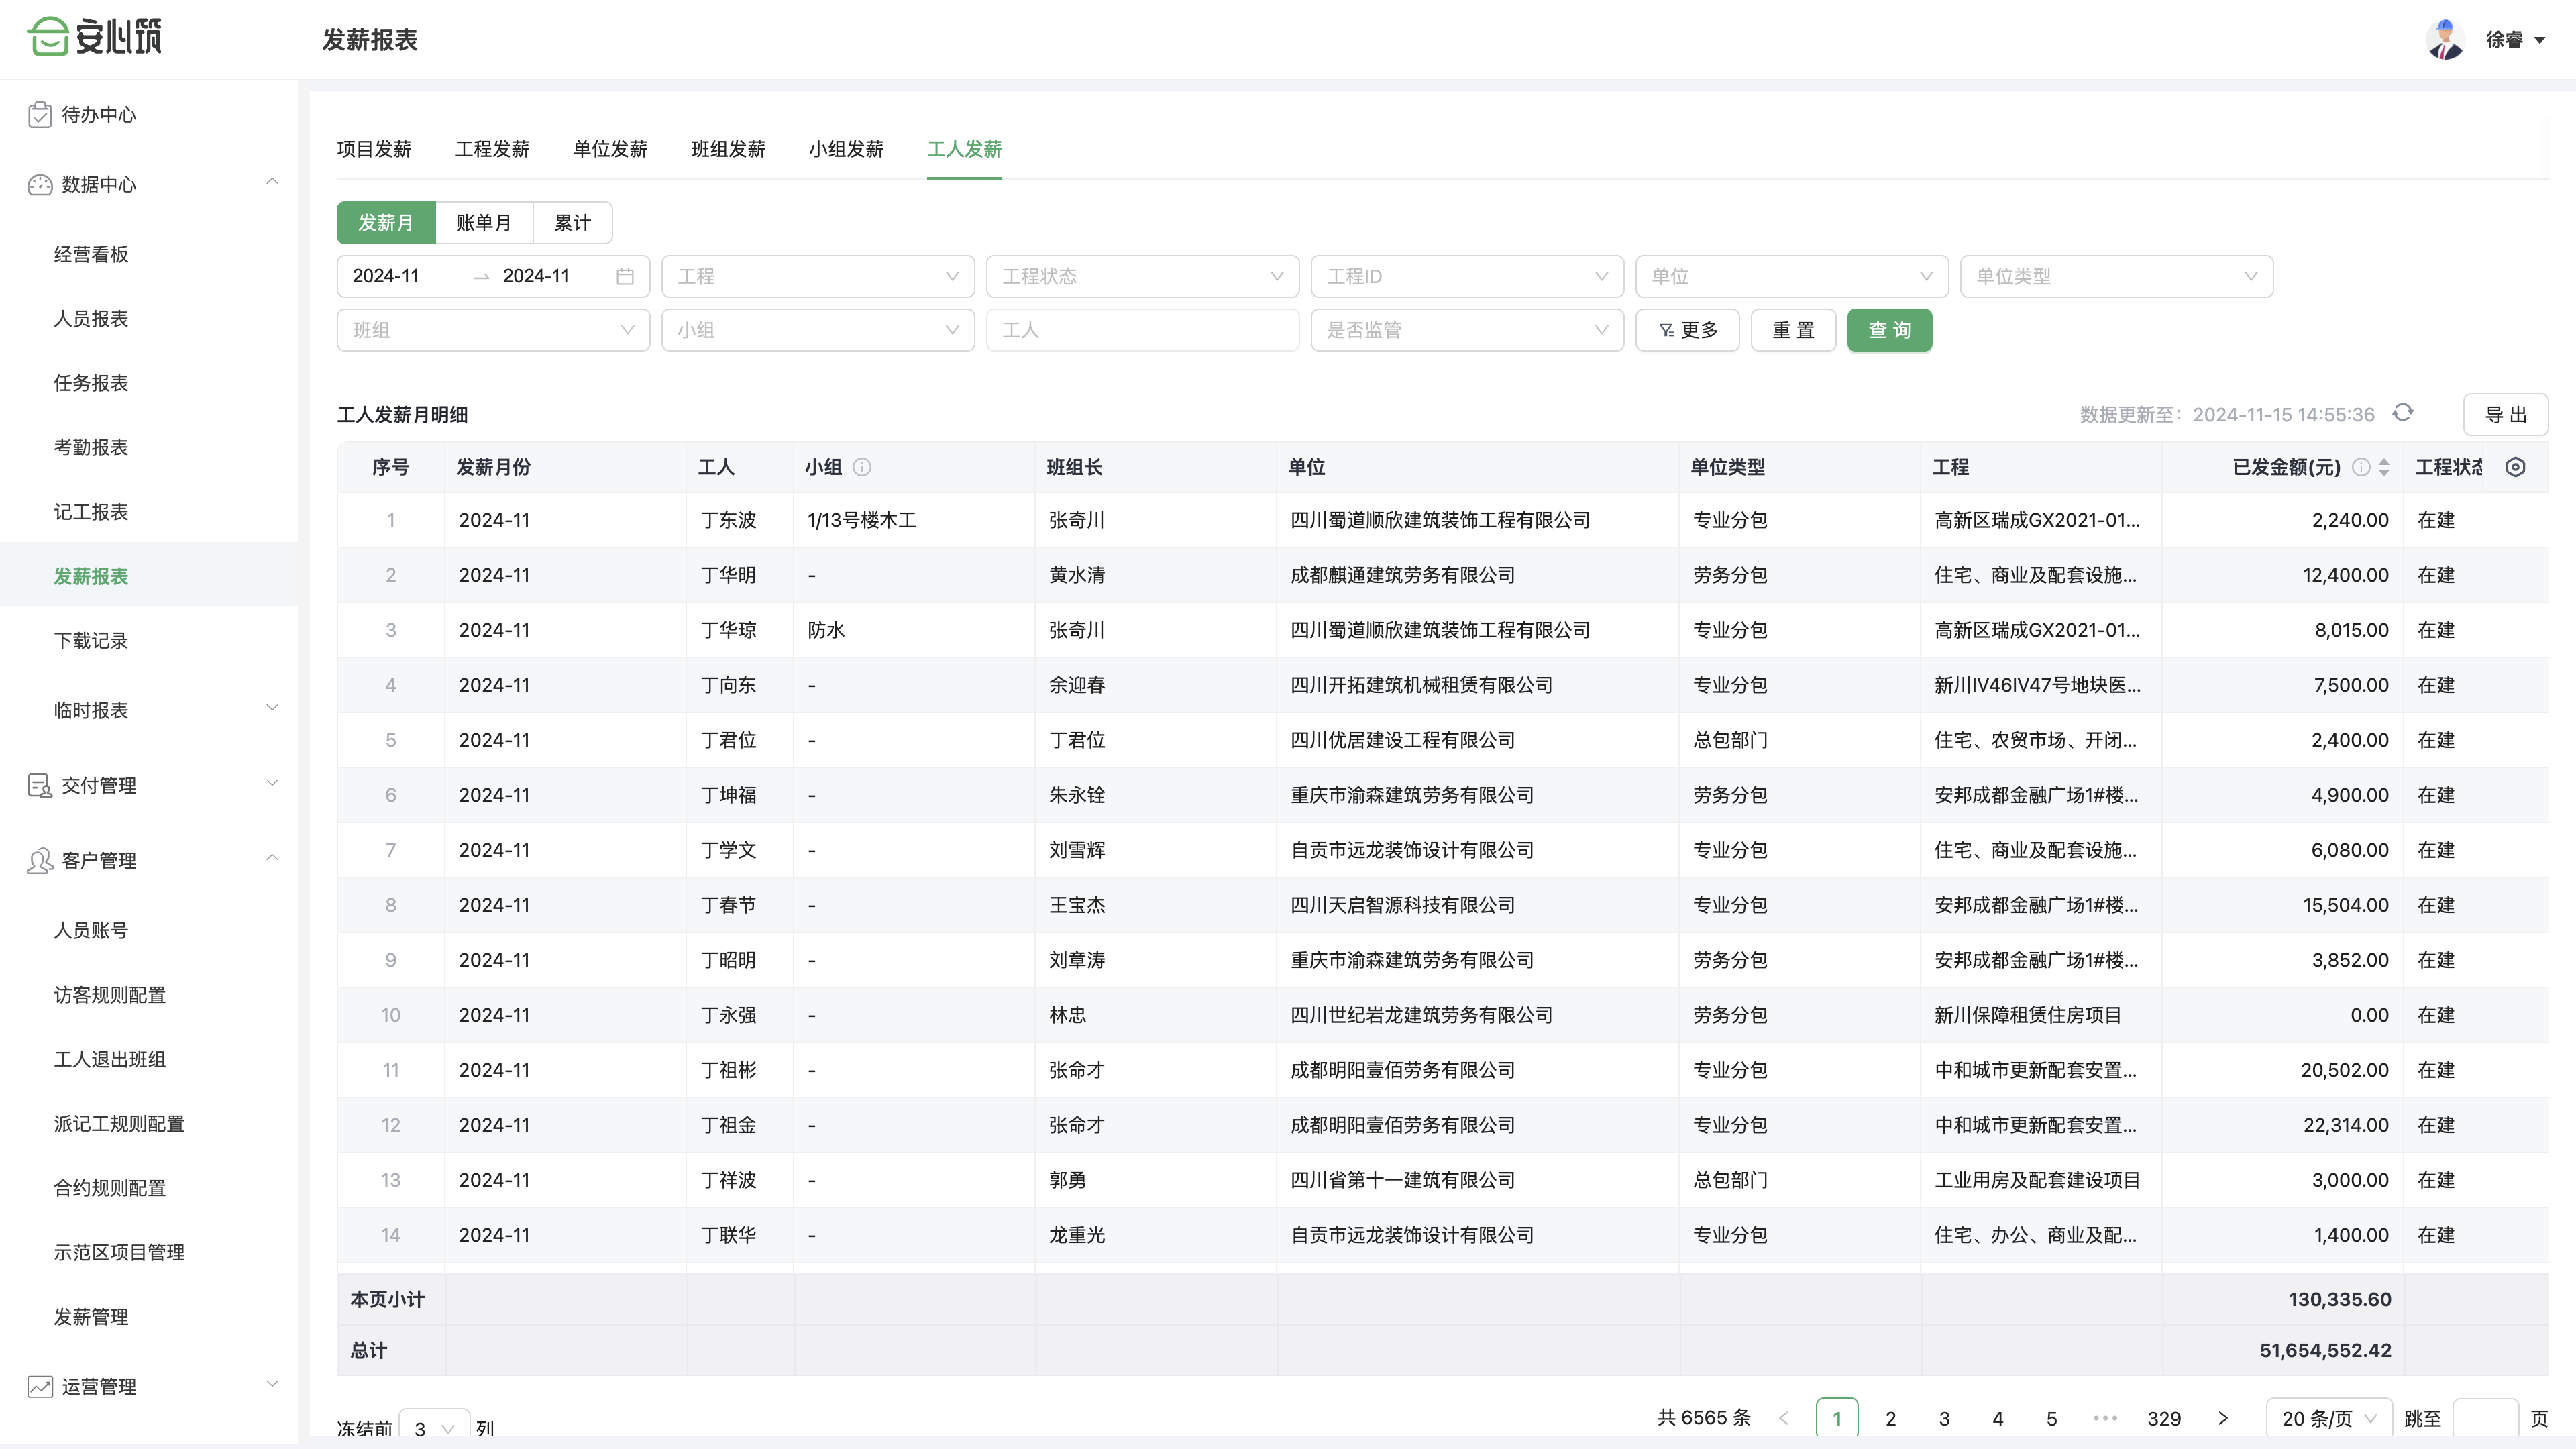 安心筑
发薪报表
徐睿
待办中心
数据中心
经营看板
人员报表
任务报表
考勤报表
记工报表
发薪报表
下载记录
临时报表
交付管理
客户管理
人员账号
访客规则配置
工人退出班组
派记工规则配置
合约规则配置
示范区项目管理
发薪管理
运营管理
项目发薪 工程发薪 单位发薪 班组发薪 小组发薪 工人发薪
发薪月 账单月 累计
2024-11 → 2024-11 工程 工程状态 工程ID 单位 单位类型
班组 小组 工人 是否监管 更多 重 置 查 询
工人发薪月明细 数据更新至：2024-11-15 14:55:36 导 出
序号 发薪月份 工人 小组 班组长 单位 单位类型 工程 已发金额(元) 工程状态
1 2024-11 丁东波 1/13号楼木工 张奇川 四川蜀道顺欣建筑装饰工程有限公司 专业分包 高新区瑞成GX2021-01... 2,240.00 在建
2 2024-11 丁华明 - 黄水清 成都麒通建筑劳务有限公司 劳务分包 住宅、商业及配套设施... 12,400.00 在建
3 2024-11 丁华琼 防水 张奇川 四川蜀道顺欣建筑装饰工程有限公司 专业分包 高新区瑞成GX2021-01... 8,015.00 在建
4 2024-11 丁向东 - 余迎春 四川开拓建筑机械租赁有限公司 专业分包 新川IV46IV47号地块医... 7,500.00 在建
5 2024-11 丁君位 - 丁君位 四川优居建设工程有限公司 总包部门 住宅、农贸市场、开闭... 2,400.00 在建
6 2024-11 丁坤福 - 朱永铨 重庆市渝森建筑劳务有限公司 劳务分包 安邦成都金融广场1#楼... 4,900.00 在建
7 2024-11 丁学文 - 刘雪辉 自贡市远龙装饰设计有限公司 专业分包 住宅、商业及配套设施... 6,080.00 在建
8 2024-11 丁春节 - 王宝杰 四川天启智源科技有限公司 专业分包 安邦成都金融广场1#楼... 15,504.00 在建
9 2024-11 丁昭明 - 刘章涛 重庆市渝森建筑劳务有限公司 劳务分包 安邦成都金融广场1#楼... 3,852.00 在建
10 2024-11 丁永强 - 林忠 四川世纪岩龙建筑劳务有限公司 劳务分包 新川保障租赁住房项目 0.00 在建
11 2024-11 丁祖彬 - 张命才 成都明阳壹佰劳务有限公司 专业分包 中和城市更新配套安置... 20,502.00 在建
12 2024-11 丁祖金 - 张命才 成都明阳壹佰劳务有限公司 专业分包 中和城市更新配套安置... 22,314.00 在建
13 2024-11 丁祥波 - 郭勇 四川省第十一建筑有限公司 总包部门 工业用房及配套建设项目 3,000.00 在建
14 2024-11 丁联华 - 龙重光 自贡市远龙装饰设计有限公司 专业分包 住宅、办公、商业及配... 1,400.00 在建
本页小计 130,335.60
总计 51,654,552.42
冻结前 3 列 共 6565 条 < 1 2 3 4 5 ••• 329 > 20 条/页 跳至 页